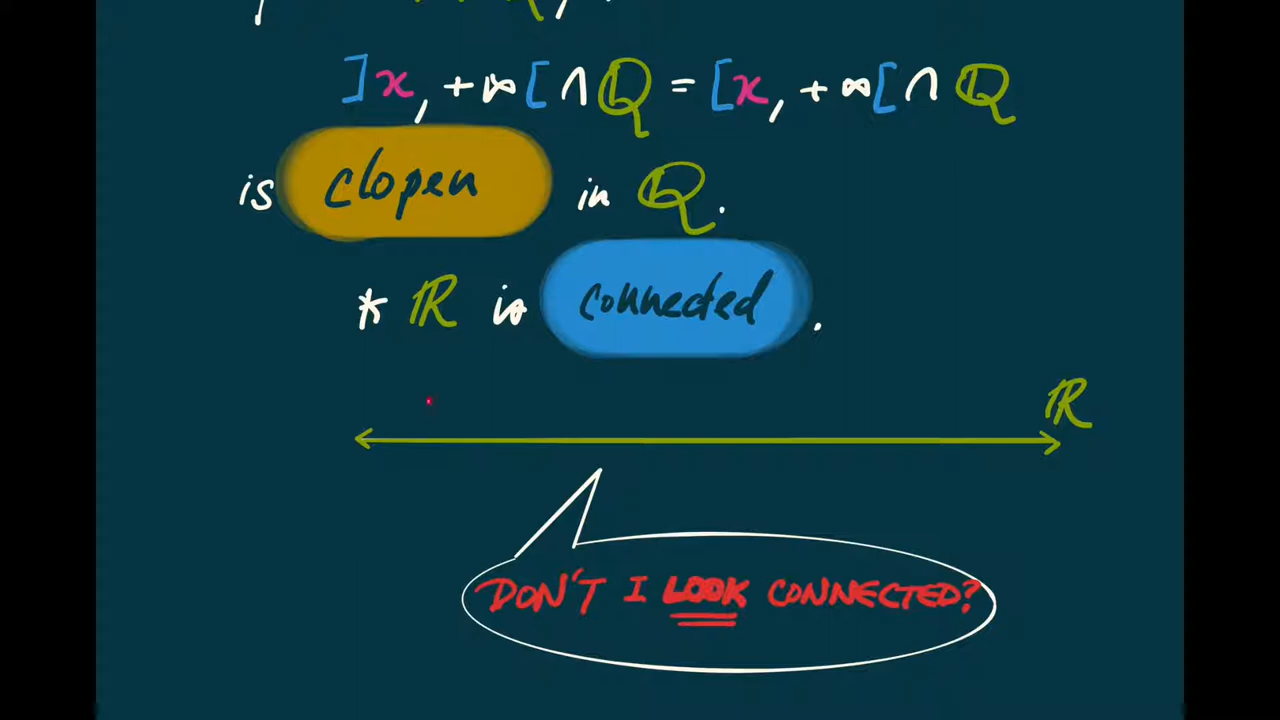 ]x, +∞[ ∩ ℚ = [x, +∞[ ∩ ℚ
is clopen in ℚ.
* ℝ is connected.
ℝ
DON'T I LOOK CONNECTED?